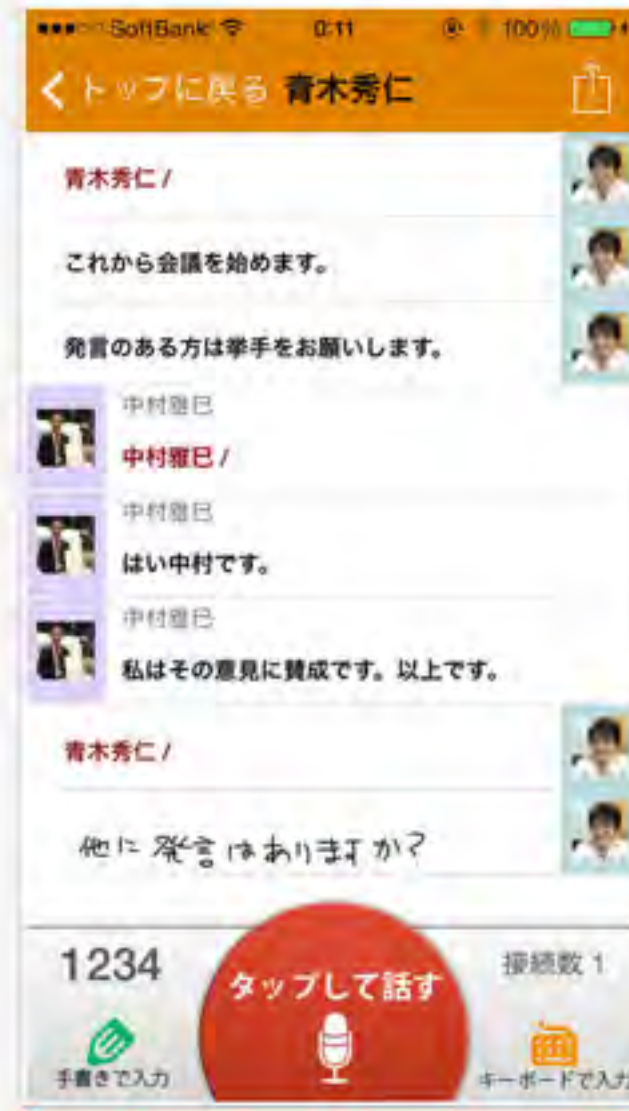 SoftBank 0:11 100%
トップに戻る 青木秀仁
青木秀仁 /
これから会議を始めます。
発言のある方は挙手をお願いします。
中村雅巳
中村雅巳 /
中村雅巳
はい中村です。
中村雅巳
私はその意見に賛成です。以上です。
青木秀仁 /
他に発言はありますか?
1234
タップして話す
接続数 1
手書きで入力
キーボードで入力